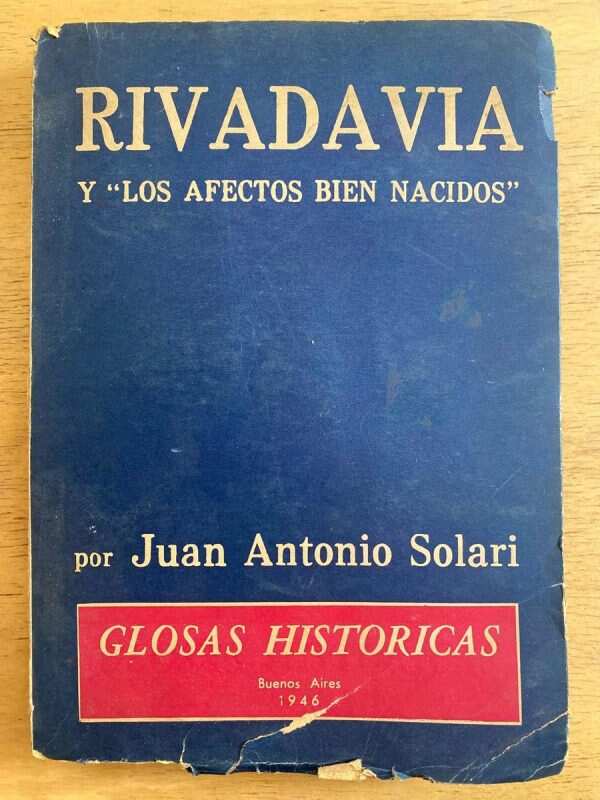 RIVADAVIA
Y "LOS AFECTOS BIEN NACIDOS"
por Juan Antonio Solari
GLOSAS HISTORICAS
Buenos Aires
1946